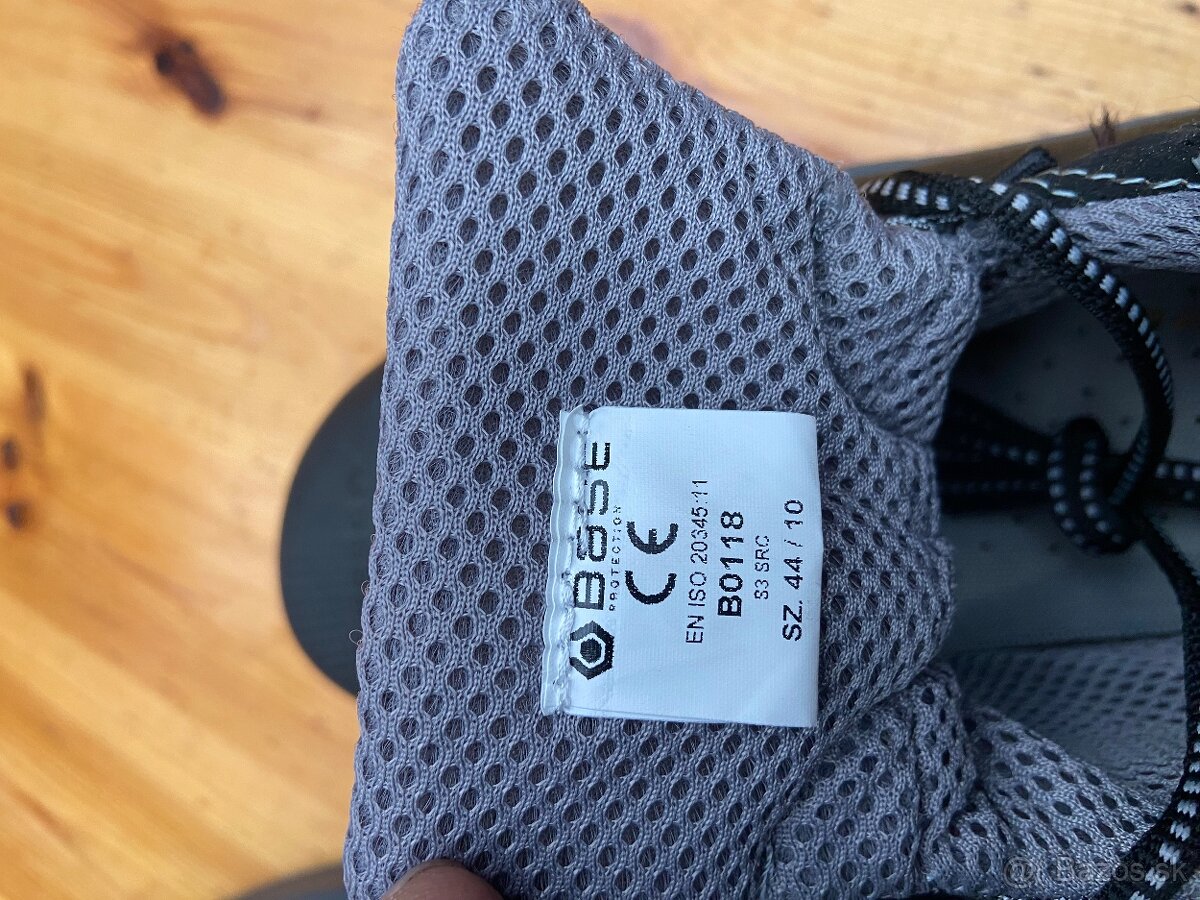 BASE
PROTECTION
CE
EN ISO 20345:11
B0118
S3 SRC
SZ. 44 / 10
@ Bazos.sk